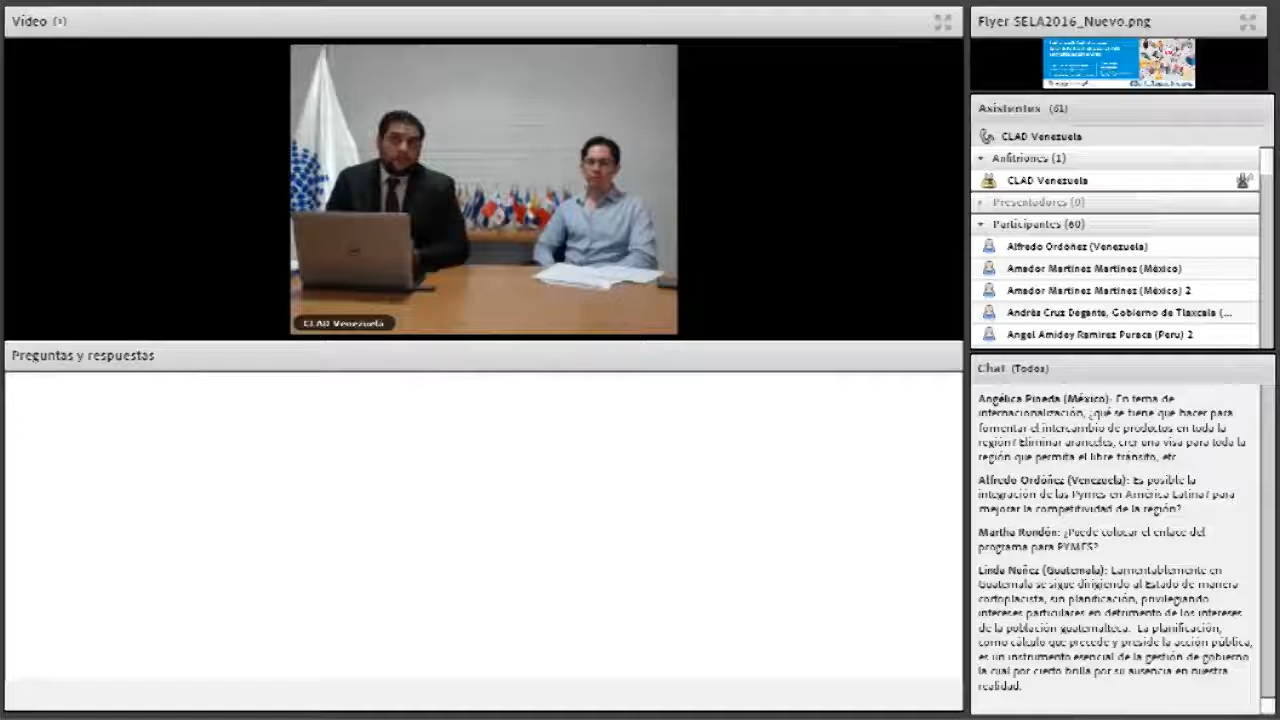 Video (1)
CLAD Venezuela
Preguntas y respuestas
Flyer SELA2016_Nuevo.png
Asistentes (61)
CLAD Venezuela
Anfitriones (1)
CLAD Venezuela
Presentadores (0)
Participantes (60)
Alfredo Ordóñez (Venezuela)
Amador Martínez Martínez (México)
Amador Martínez Martínez (México) 2
Andrés Cruz Degante, Gobierno de Tlaxcala (...
Angel Amidey Ramirez Puraca (Peru) 2
Chat (Todos)
Angélica Pineda (México): En tema de
internacionalización, ¿qué se tiene que hacer para
fomentar el intercambio de productos en toda la
región? Eliminar aranceles, crer una visa para toda la
región que permita el libre tránsito, etc
Alfredo Ordóñez (Venezuela): Es posible la
integración de las Pymes en América Latina? para
mejorar la competitividad de la región?
Martha Rondón: ¿Puede colocar el enlace del
programa para PYMES?
Linda Nuñez (Guatemala): Lamentablemente en
Guatemala se sigue dirigiendo al Estado de manera
cortoplacista, sin planificación, privilegiando
intereses particulares en detrimento de los intereses
de la población guatemalteca. La planificación,
como cálculo que precede y preside la acción pública,
es un instrumento esencial de la gestión de gobierno
la cual por cierto brilla por su ausencia en nuestra
realidad.